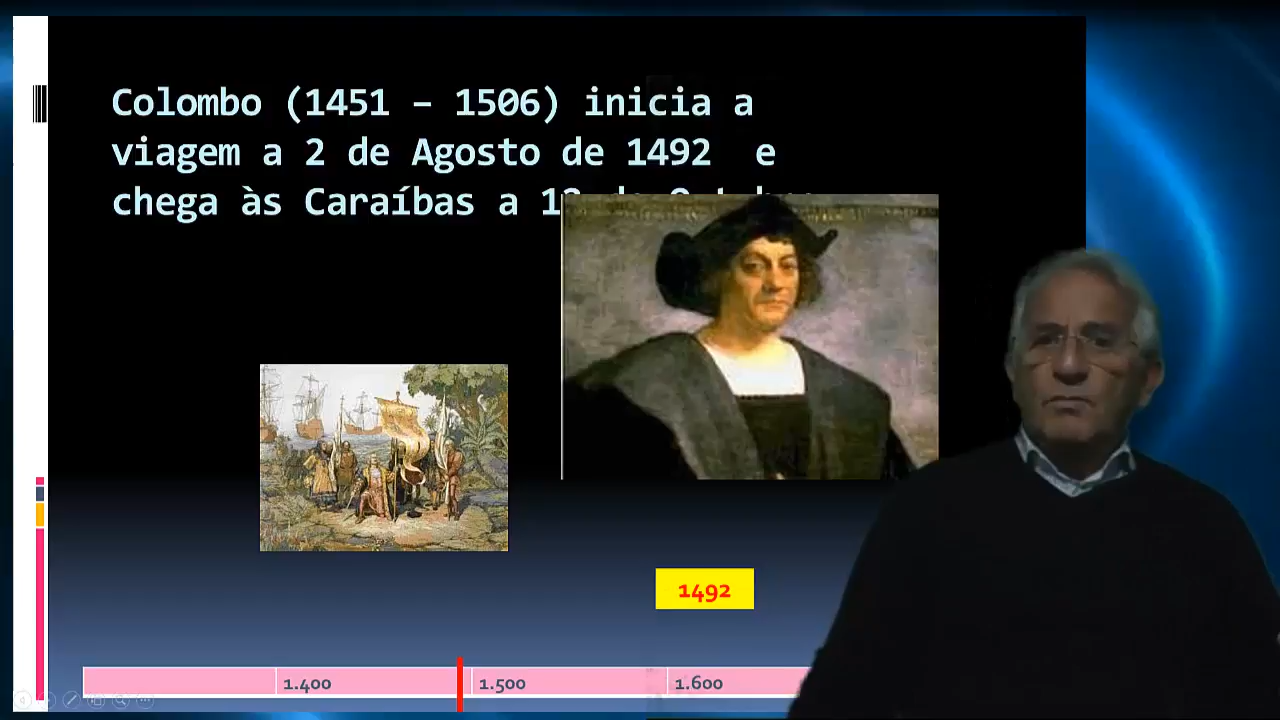 Colombo (1451 – 1506) inicia a
viagem a 2 de Agosto de 1492 e
chega às Caraíbas a
1492
1.400
1.500
1.600